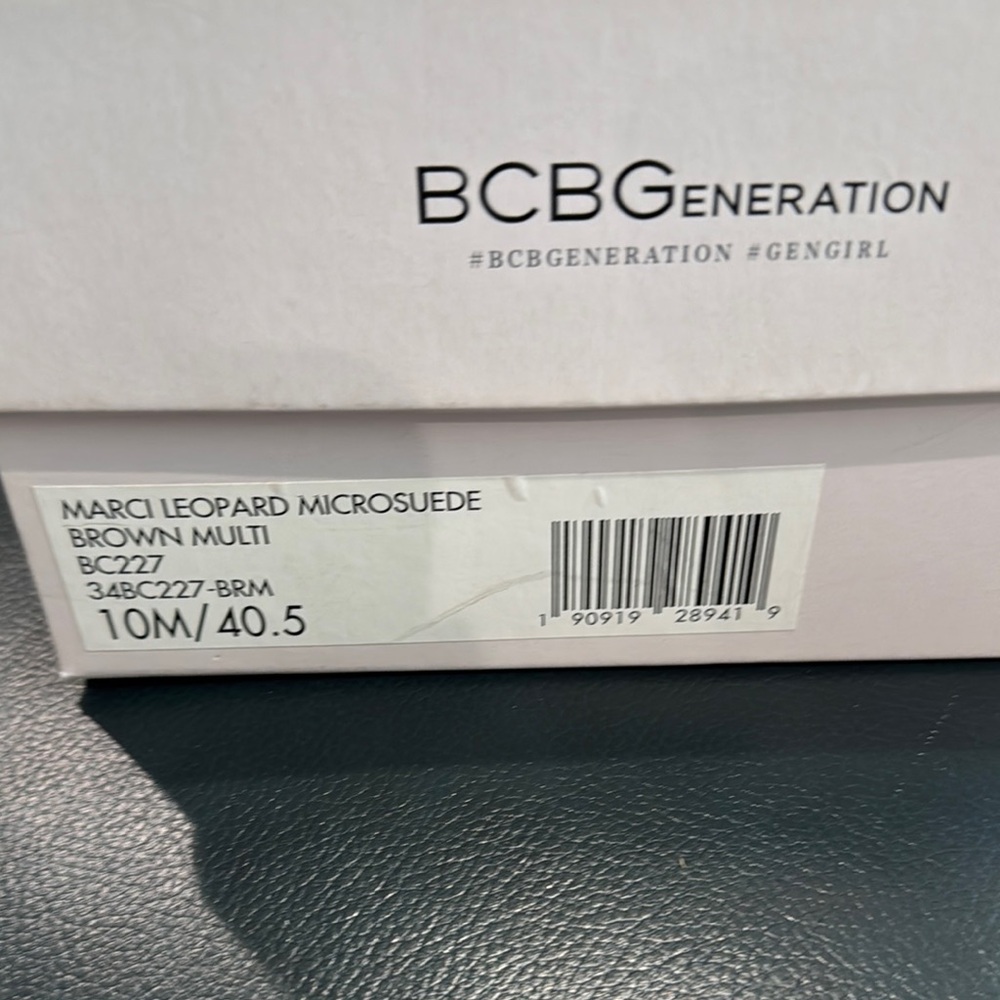 BCBGENERATION
#BCBGENERATION #GENGIRL
MARCI LEOPARD MICROSUEDE
BROWN MULTI
BC227
34BC227-BRM
10M/40.5
1 90919 28941 9